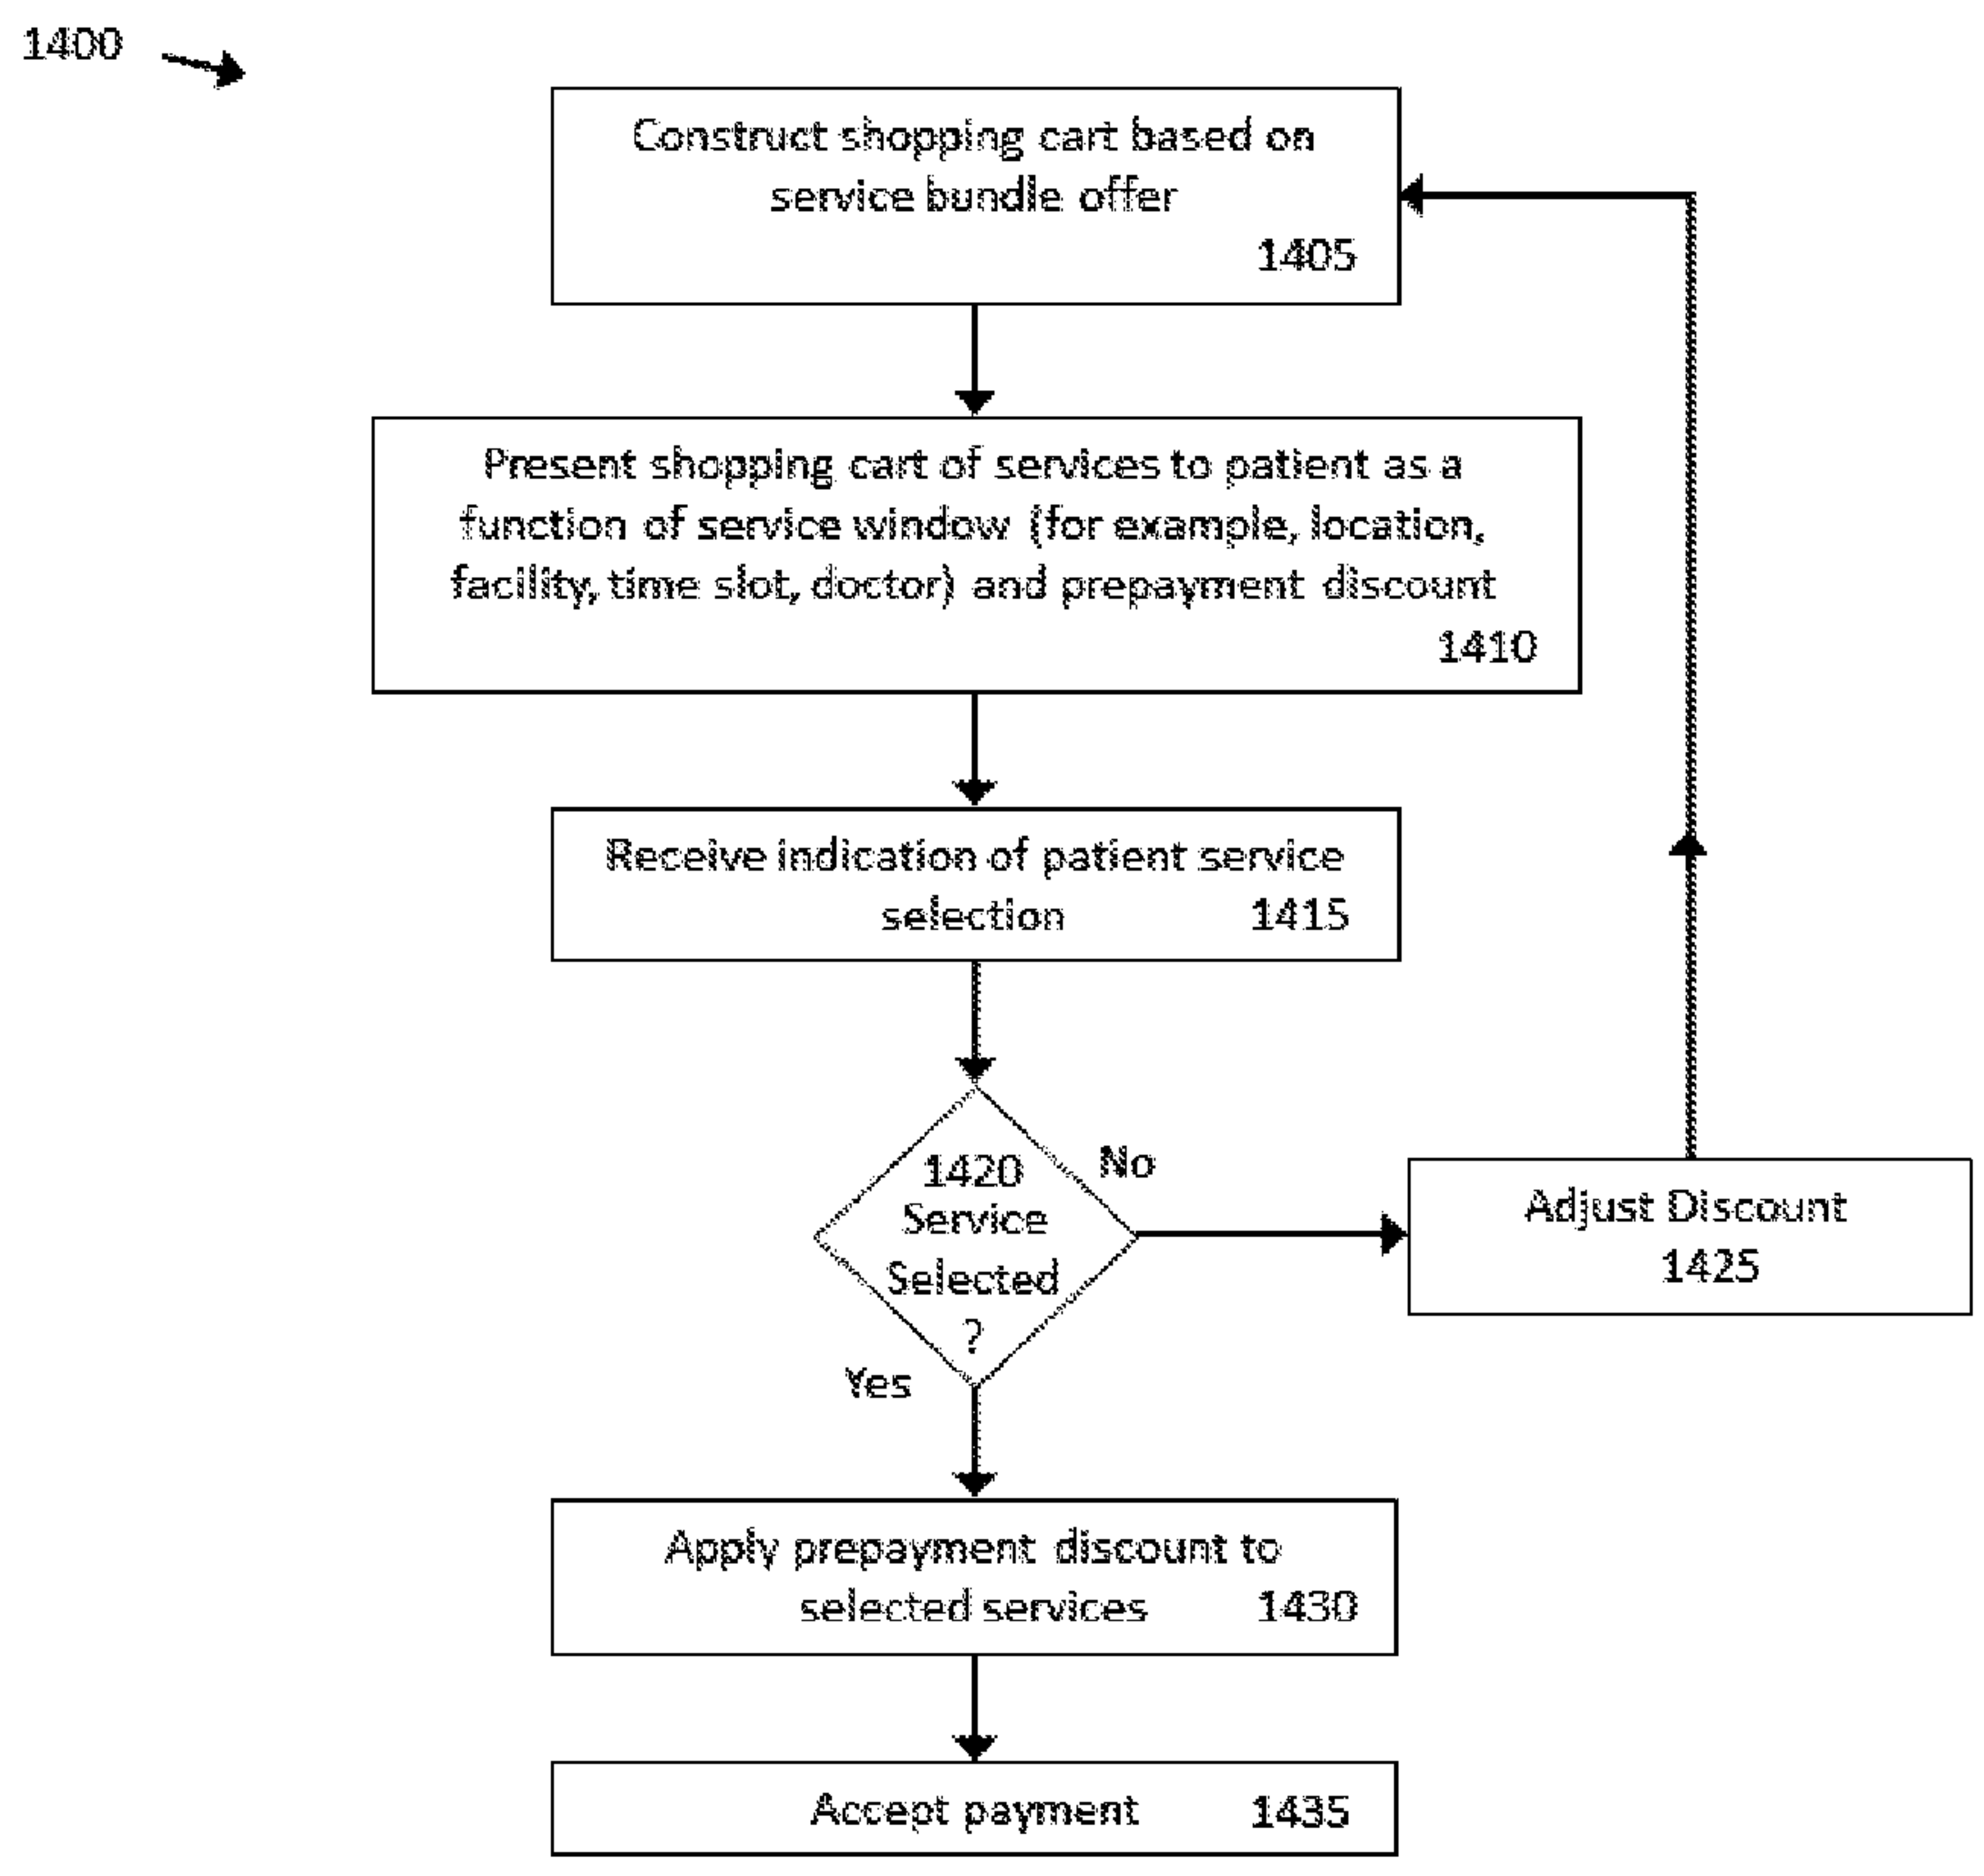 1400
Construct shopping cart based on
service bundle offer
1405
Present shopping cart of services to patient as a
function of service window (for example, location,
facility, time slot, doctor) and prepayment discount
1410
Receive indication of patient service
selection 1415
1420
Service
Selected
?
No
Adjust Discount
1425
Yes
Apply prepayment discount to
selected services 1430
Accept payment 1435